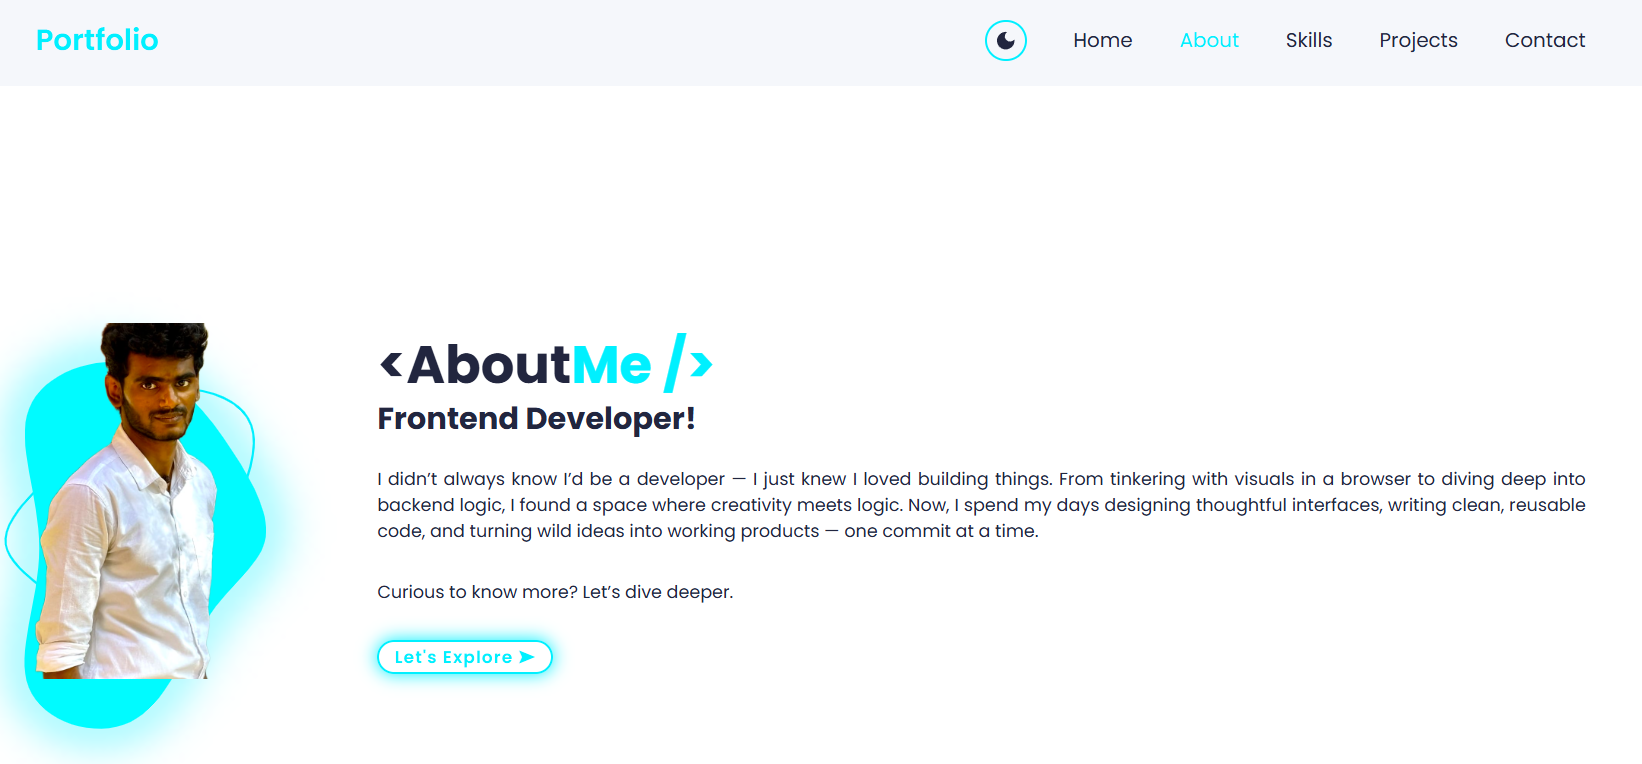 Portfolio
Home About Skills Projects Contact
<AboutMe />
Frontend Developer!
I didn’t always know I’d be a developer — I just knew I loved building things. From tinkering with visuals in a browser to diving deep into
backend logic, I found a space where creativity meets logic. Now, I spend my days designing thoughtful interfaces, writing clean, reusable
code, and turning wild ideas into working products — one commit at a time.
Curious to know more? Let’s dive deeper.
Let's Explore ➤